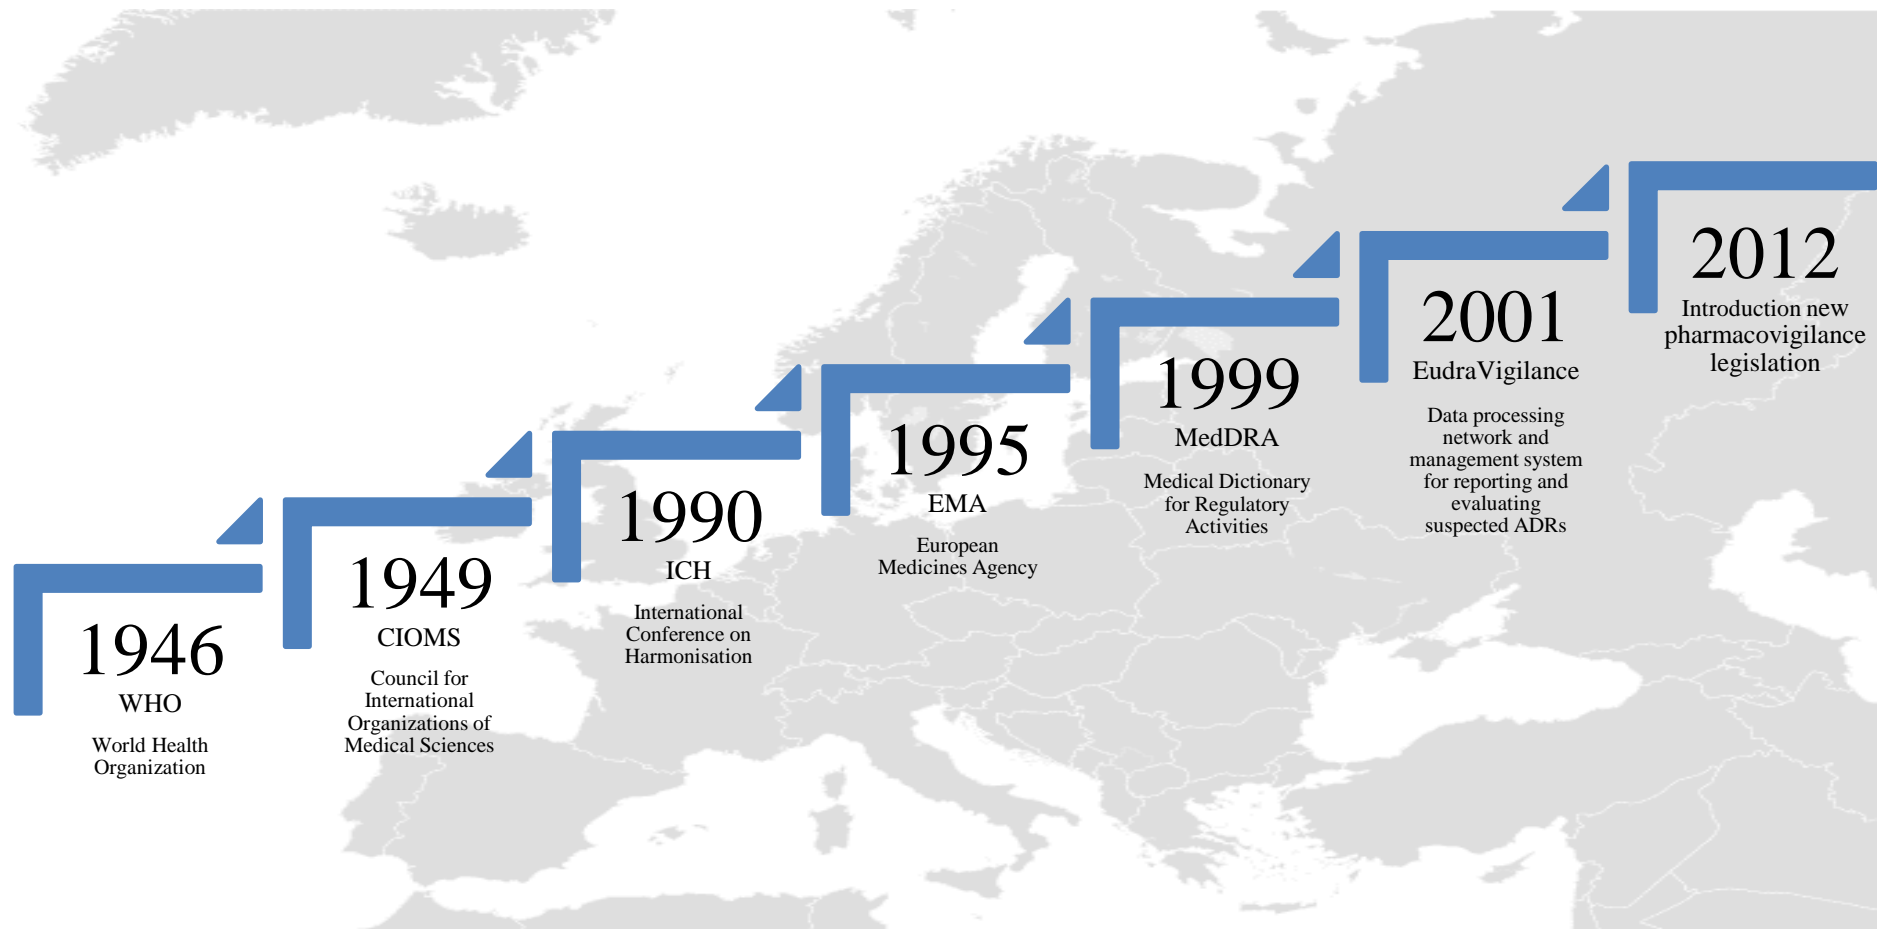 1946
WHO
World Health
Organization
1949
CIOMS
Council for
International
Organizations of
Medical Sciences
1990
ICH
International
Conference on
Harmonisation
1995
EMA
European
Medicines Agency
1999
MedDRA
Medical Dictionary
for Regulatory
Activities
2001
EudraVigilance
Data processing
network and
management system
for reporting and
evaluating
suspected ADRs
2012
Introduction new
pharmacovigilance
legislation